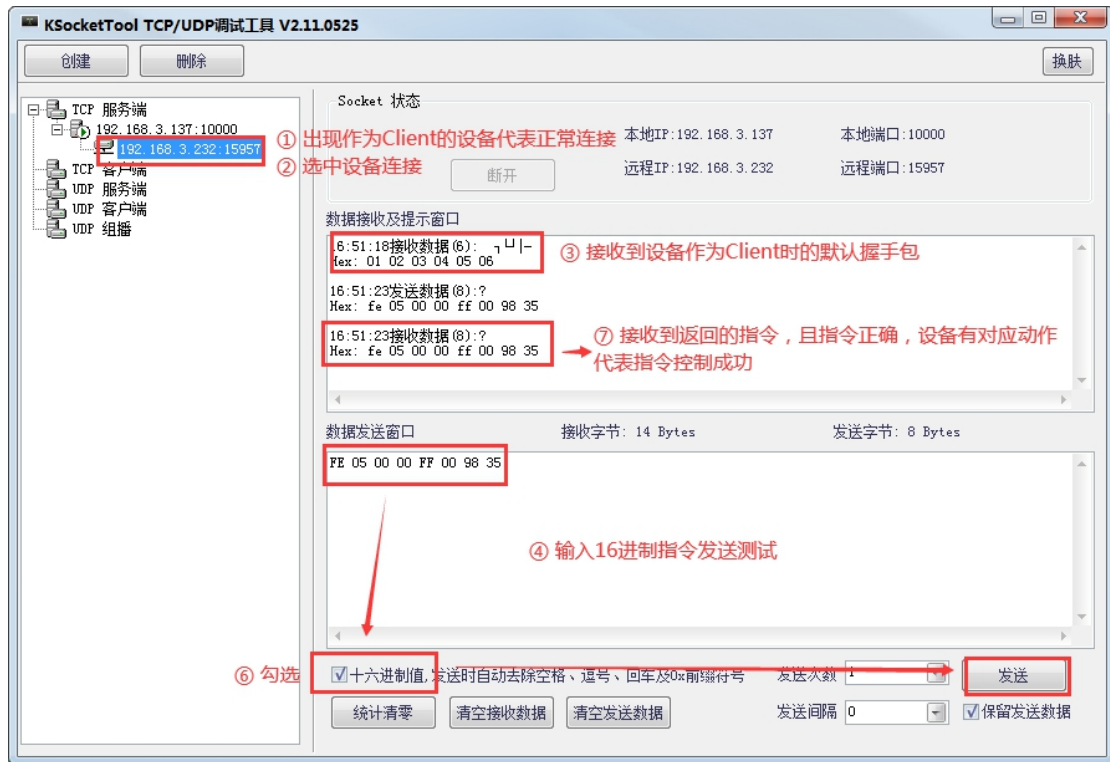 KSocketTool TCP/UDP调试工具 V2.11.0525
创建
删除
换肤
TCP 服务端
192.168.3.137:10000
192.168.3.232:15957
TCP 客户端
UDP 服务端
UDP 客户端
UDP 组播
① 出现作为Client的设备代表正常连接
② 选中设备连接
Socket 状态
本地IP:192.168.3.137
本地端口:10000
断开
远程IP:192.168.3.232
远程端口:15957
数据接收及提示窗口
16:51:18接收数据(6):
Hex: 01 02 03 04 05 06
③ 接收到设备作为Client时的默认握手包
16:51:23发送数据(8):?
Hex: fe 05 00 00 ff 00 98 35
16:51:23接收数据(8):?
Hex: fe 05 00 00 ff 00 98 35
⑦ 接收到返回的指令，且指令正确，设备有对应动作
代表指令控制成功
数据发送窗口
接收字节: 14 Bytes
发送字节: 8 Bytes
FE 05 00 00 FF 00 98 35
④ 输入16进制指令发送测试
⑥ 勾选
十六进制值,发送时自动去除空格、逗号、回车及0x前缀符号
发送次数 1
发送
统计清零
清空接收数据
清空发送数据
发送间隔 0
保留发送数据